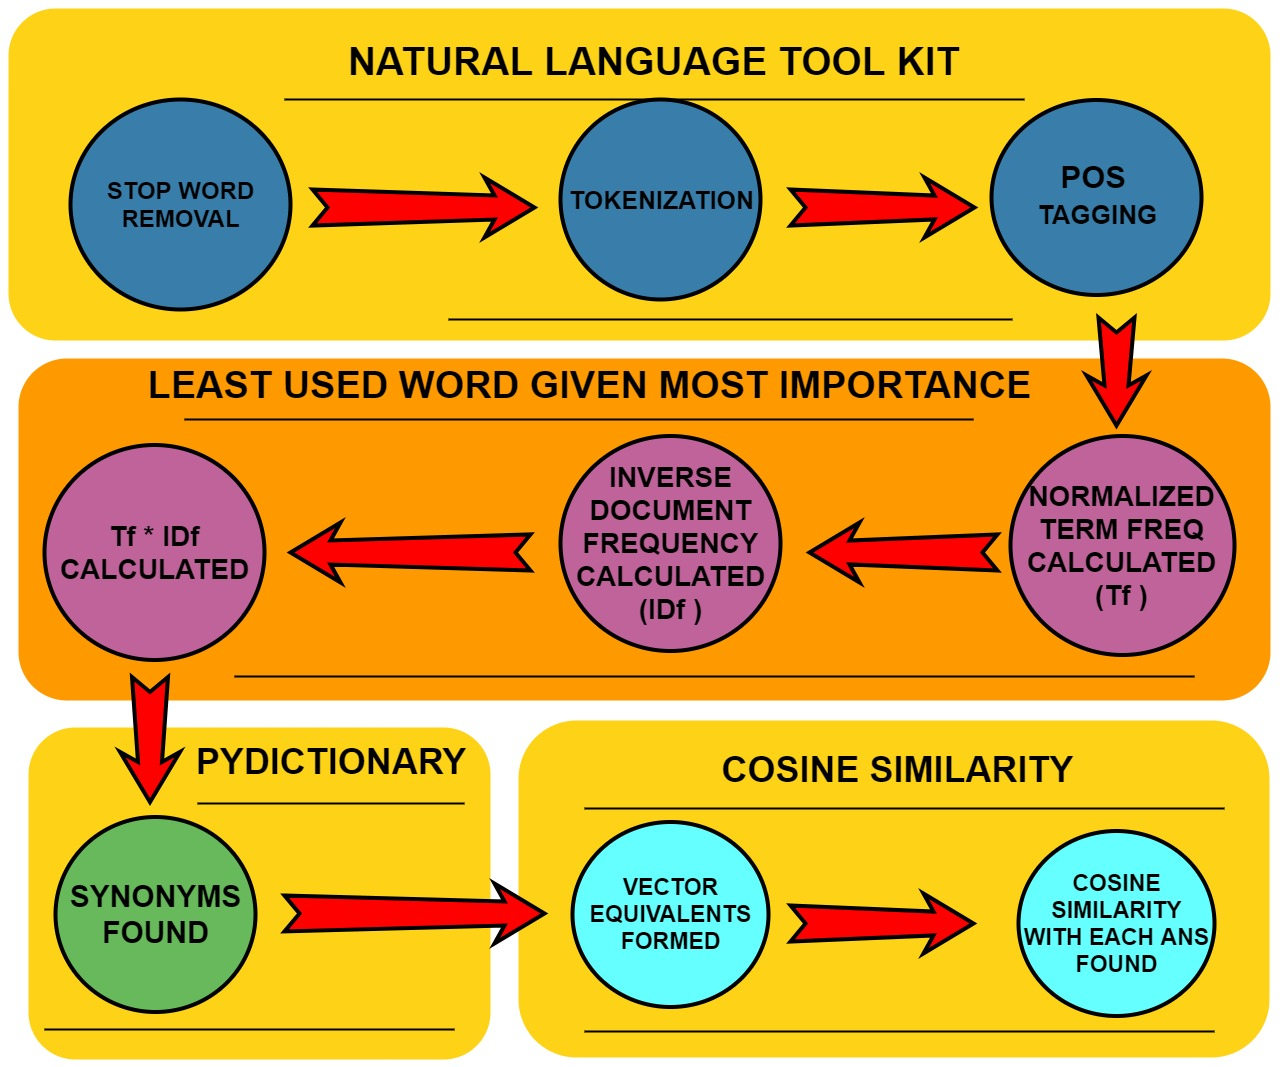 NATURAL LANGUAGE TOOL KIT
STOP WORD
REMOVAL
TOKENIZATION
POS
TAGGING
LEAST USED WORD GIVEN MOST IMPORTANCE
NORMALIZED
TERM FREQ
CALCULATED
(Tf )
INVERSE
DOCUMENT
FREQUENCY
CALCULATED
(IDf )
Tf * IDf
CALCULATED
PYDICTIONARY
SYNONYMS
FOUND
COSINE SIMILARITY
VECTOR
EQUIVALENTS
FORMED
COSINE
SIMILARITY
WITH EACH ANS
FOUND